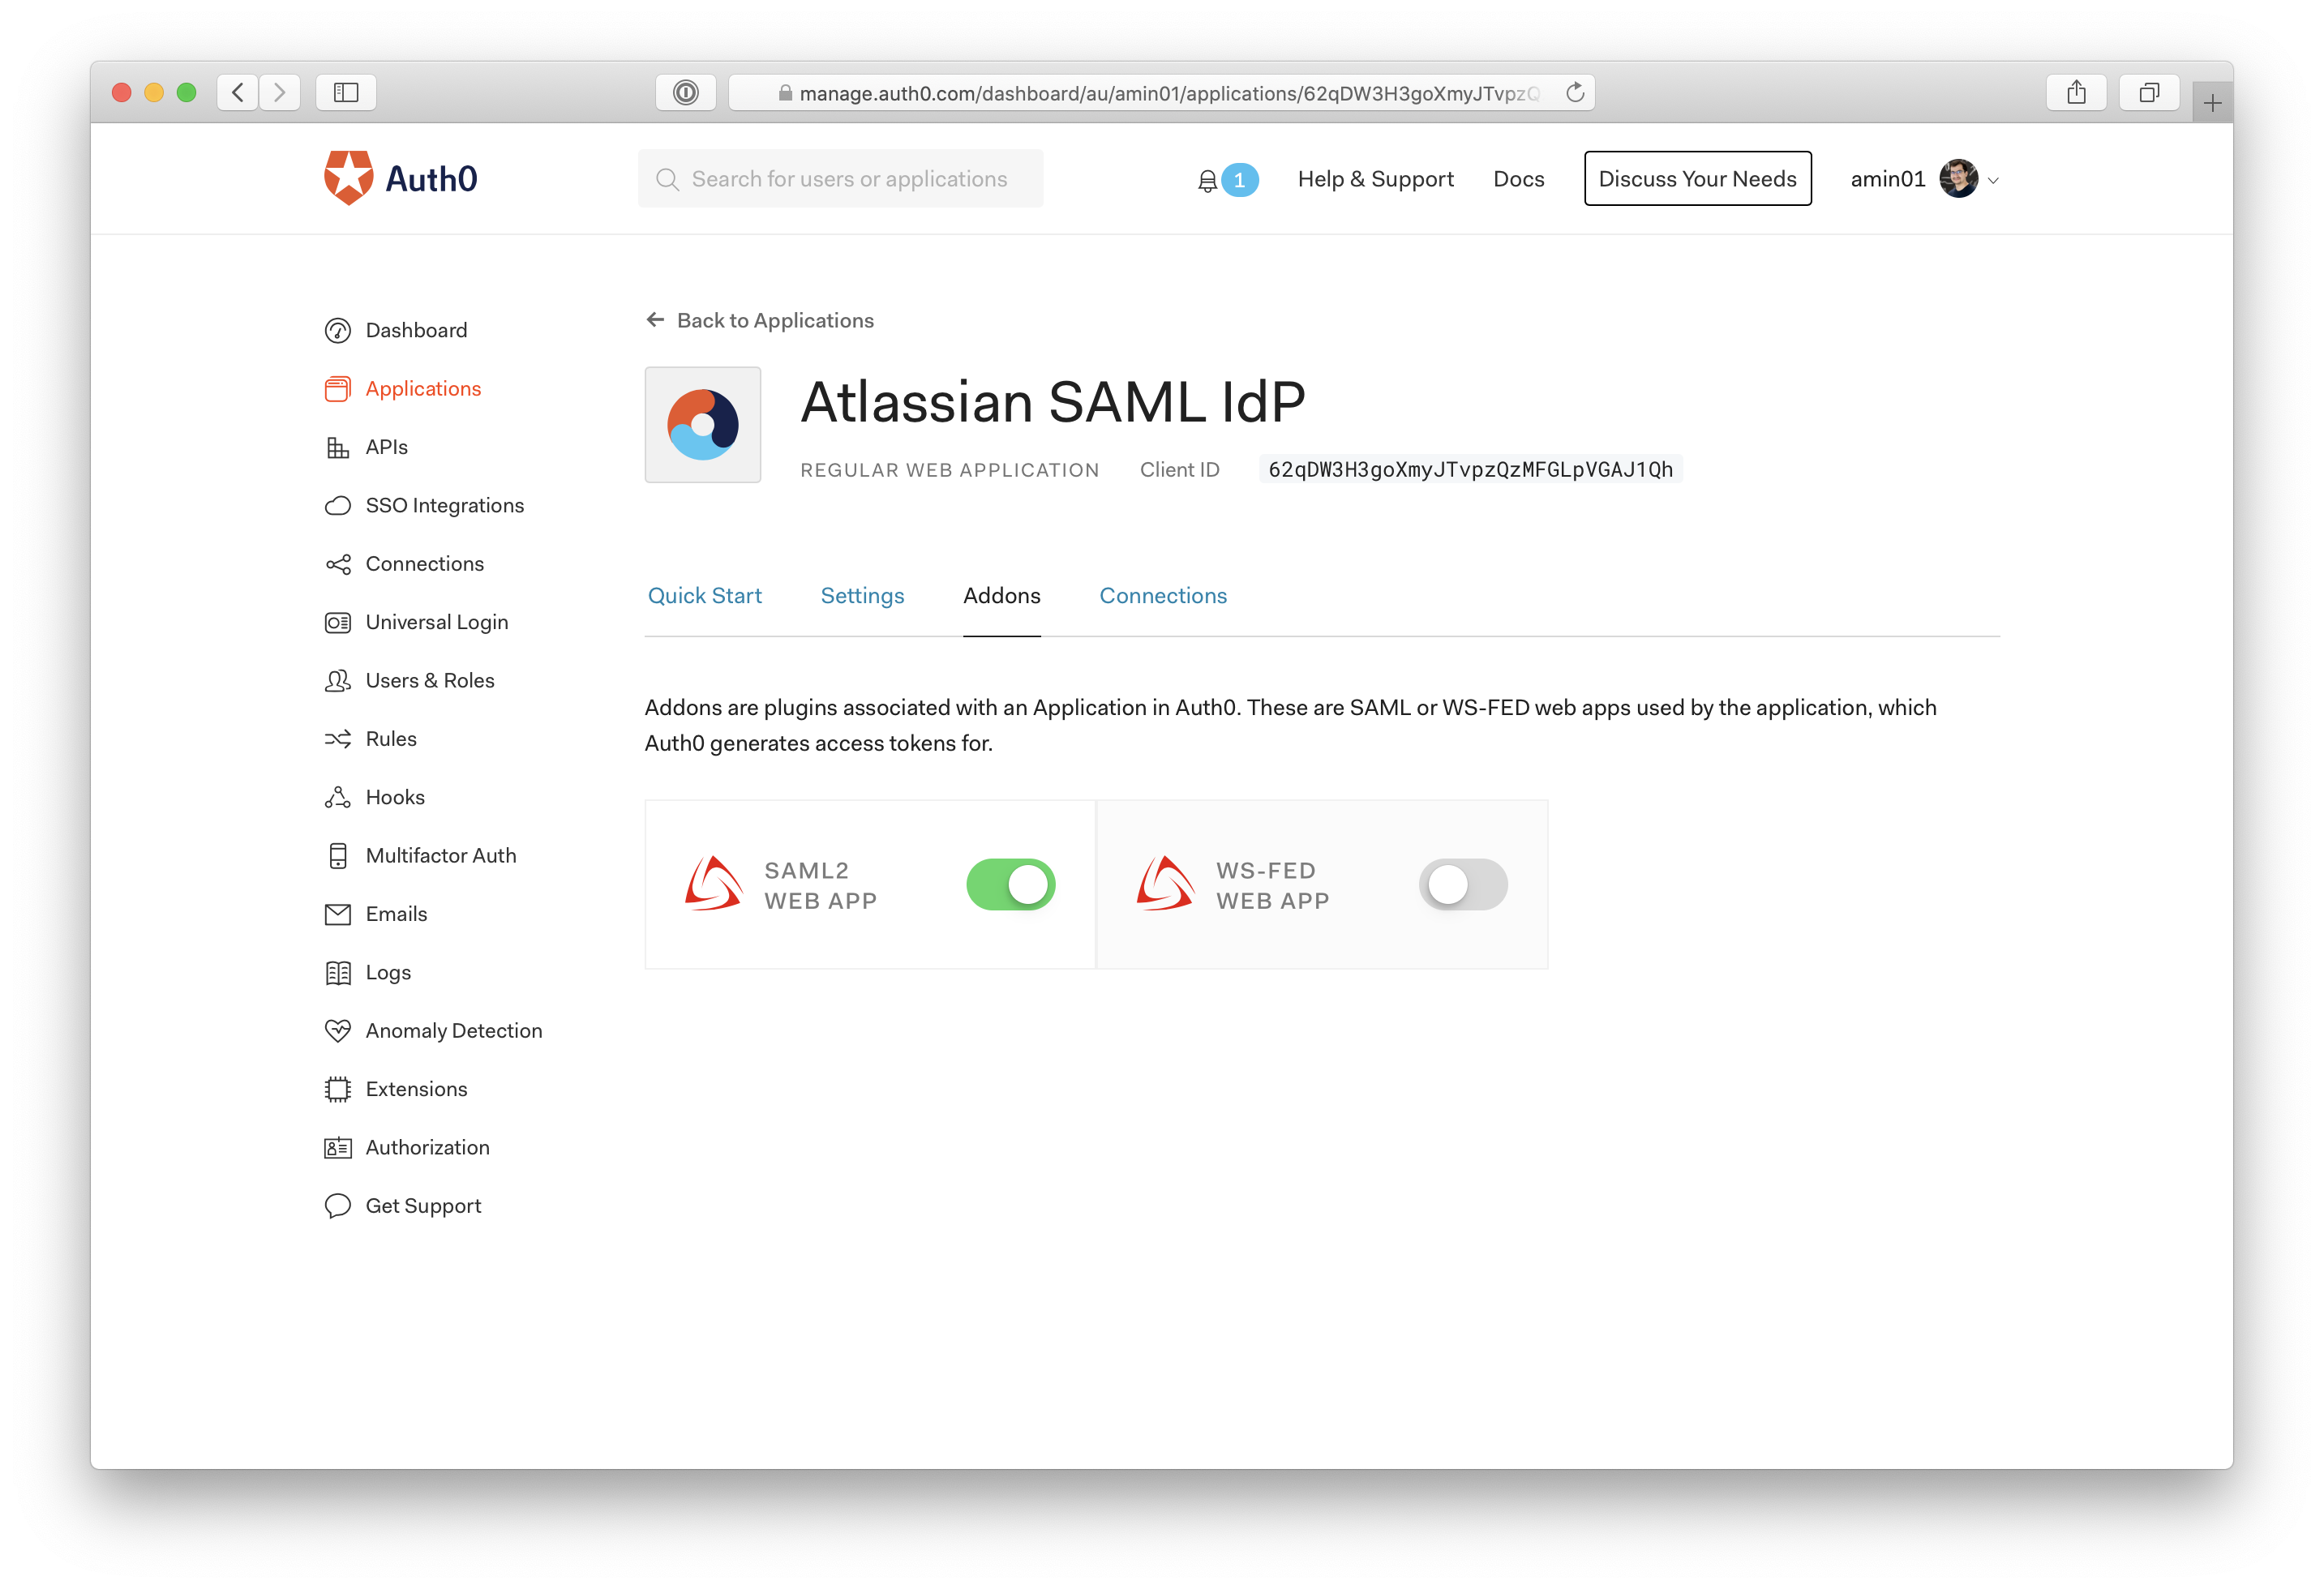 manage.auth0.com/dashboard/au/amin01/applications/62qDW3H3goXmyJTvpzQ
Auth0
Search for users or applications
1
Help & Support
Docs
Discuss Your Needs
amin01
Dashboard
Applications
APIs
SSO Integrations
Connections
Universal Login
Users & Roles
Rules
Hooks
Multifactor Auth
Emails
Logs
Anomaly Detection
Extensions
Authorization
Get Support
Back to Applications
Atlassian SAML IdP
REGULAR WEB APPLICATION
Client ID
62qDW3H3goXmyJTvpzQzMFGLpVGAJ1Qh
Quick Start
Settings
Addons
Connections
Addons are plugins associated with an Application in Auth0. These are SAML or WS-FED web apps used by the application, which
Auth0 generates access tokens for.
SAML2
WEB APP
WS-FED
WEB APP